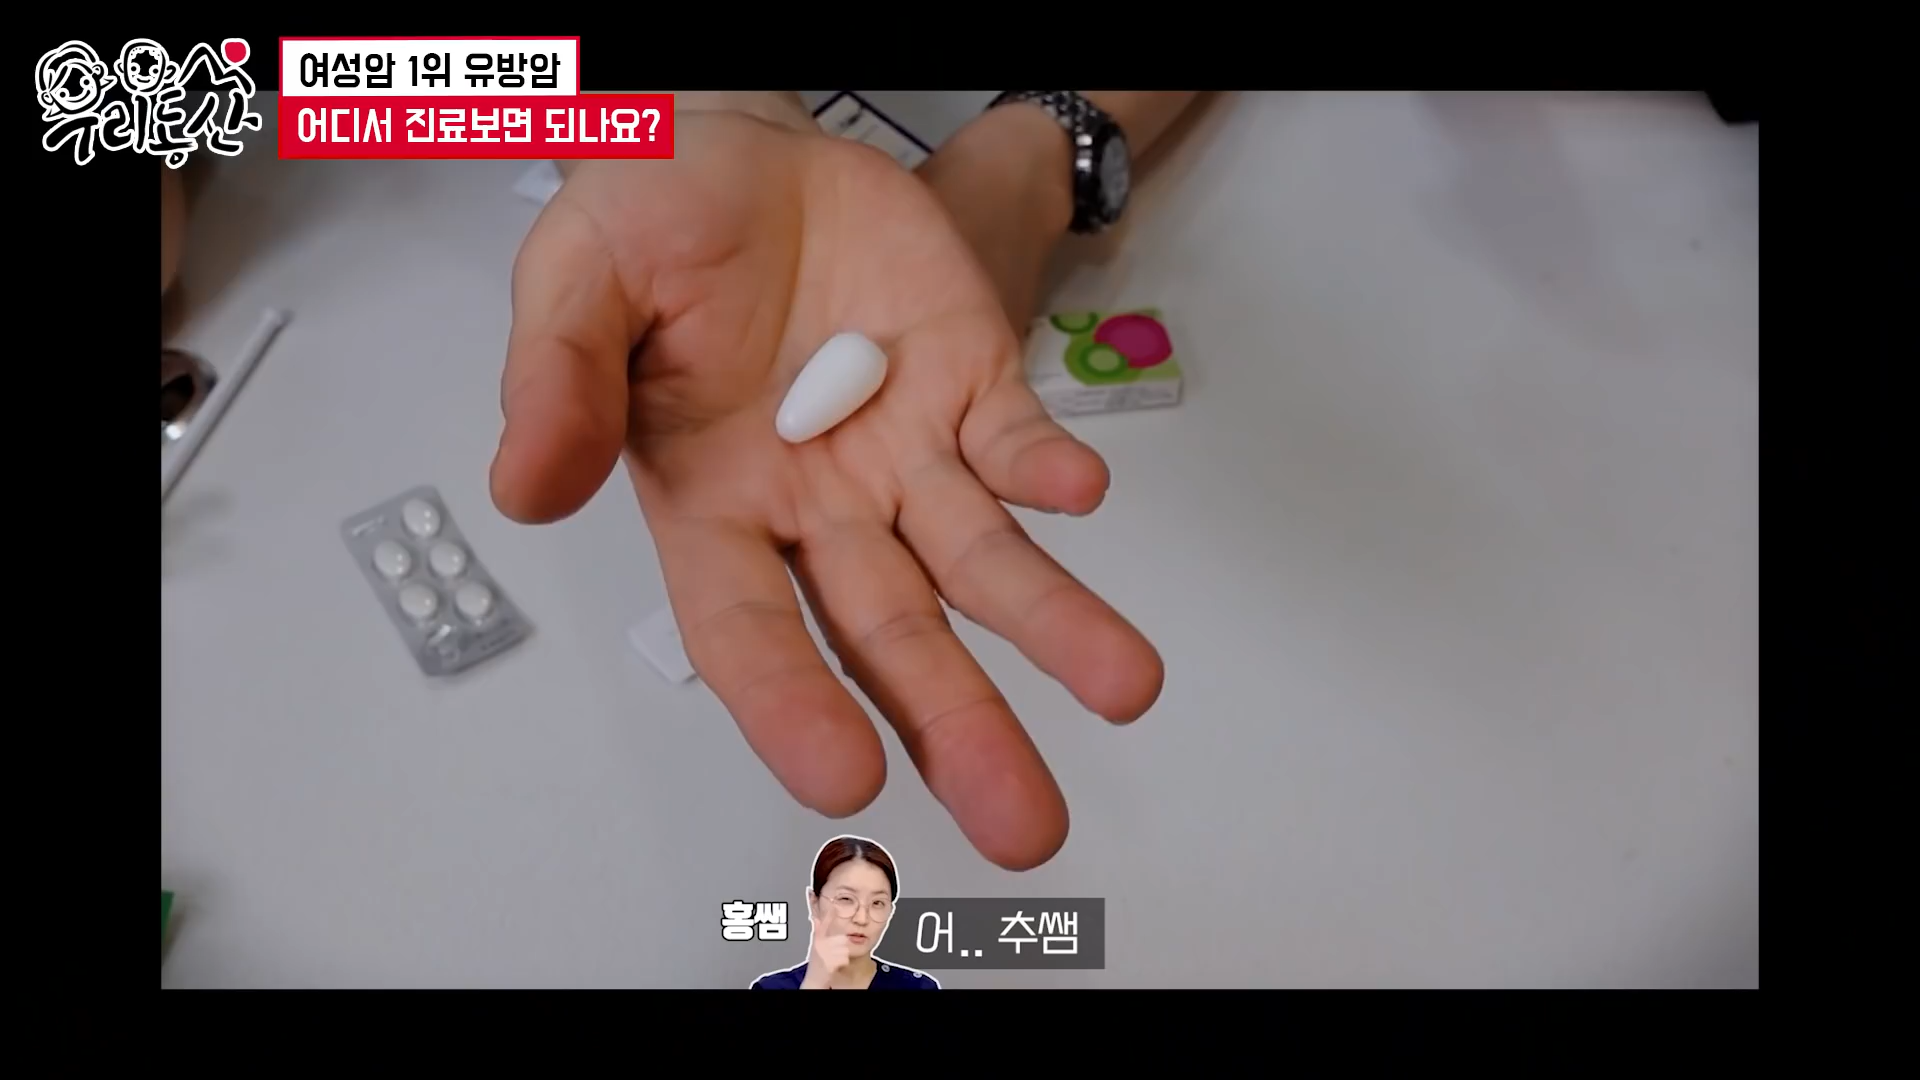 우리동산
여성암 1위 유방암
어디서 진료보면 되나요?
홍쌤
어.. 추쌤